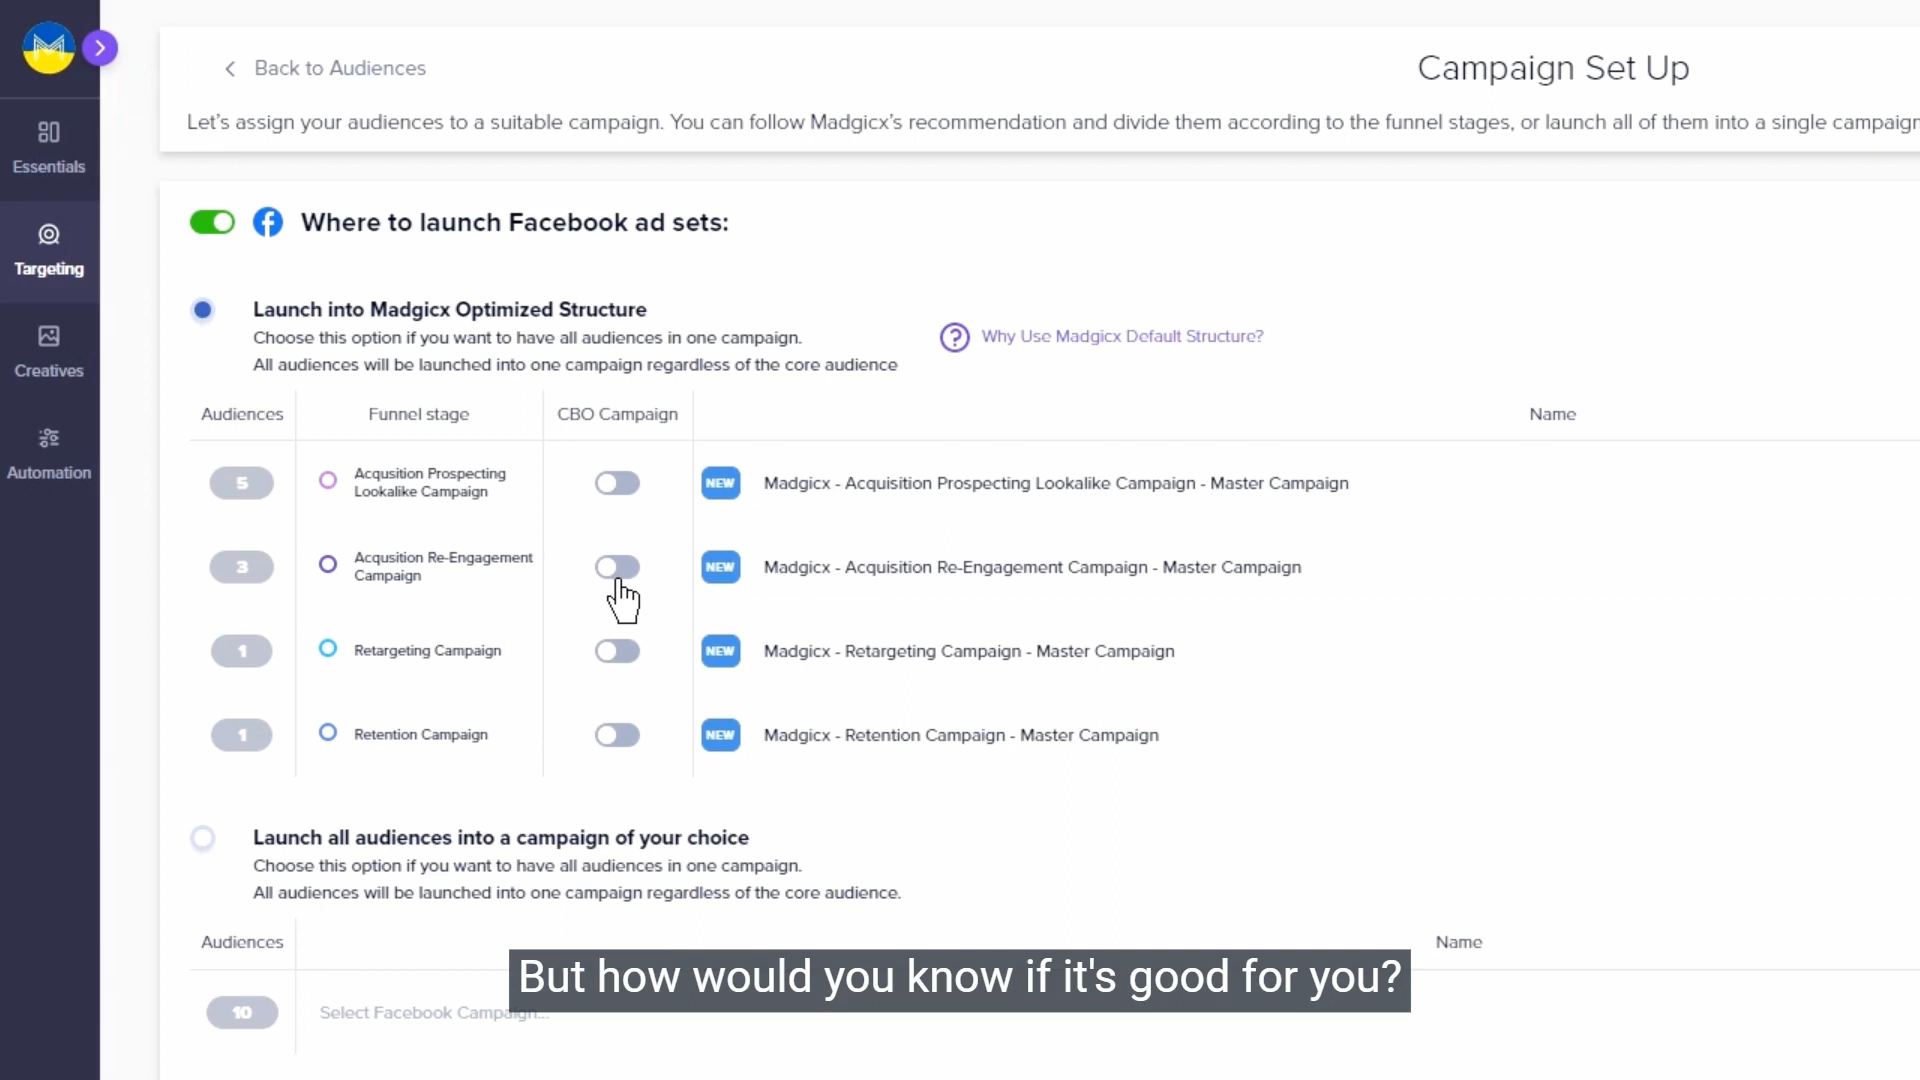 Back to Audiences
Campaign Set Up
Let's assign your audiences to a suitable campaign. You can follow Madgicx's recommendation and divide them according to the funnel stages, or launch all of them into a single campaign
Essentials
Targeting
Creatives
Automation
Where to launch Facebook ad sets:
Launch into Madgicx Optimized Structure
Choose this option if you want to have all audiences in one campaign.
All audiences will be launched into one campaign regardless of the core audience
Why Use Madgicx Default Structure?
Audiences
Funnel stage
CBO Campaign
Name
5
Acqusition Prospecting
Lookalike Campaign
NEW
Madgicx - Acquisition Prospecting Lookalike Campaign - Master Campaign
3
Acqusition Re-Engagement
Campaign
NEW
Madgicx - Acquisition Re-Engagement Campaign - Master Campaign
1
Retargeting Campaign
NEW
Madgicx - Retargeting Campaign - Master Campaign
1
Retention Campaign
NEW
Madgicx - Retention Campaign - Master Campaign
Launch all audiences into a campaign of your choice
Choose this option if you want to have all audiences in one campaign.
All audiences will be launched into one campaign regardless of the core audience.
Audiences
Name
10
Select Facebook Campaign...
But how would you know if it's good for you?